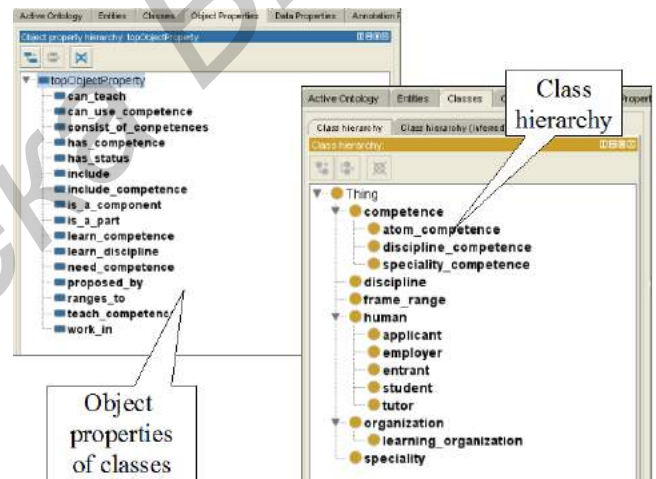 Active Ontology Entities Classes Object Properties Data Properties Annotation P
Object property hierarchy: topObjectProperty
topObjectProperty
can_teach
can_use_competence
consist_of_conpetences
has_competence
has_status
include
include_competence
is_a_component
is_a_part
learn_competence
learn_discipline
need_competence
proposed_by
ranges_to
teach_competence
work_in
Object
properties
of classes
Active Ontology Entities Classes
Class
hierarchy
Class hierarchy Class hierarchy (inferred
Class hierarchy:
Thing
competence
atom_competence
discipline_competence
speciality_competence
discipline
frame_range
human
applicant
employer
entrant
student
tutor
organization
learning_organization
speciality